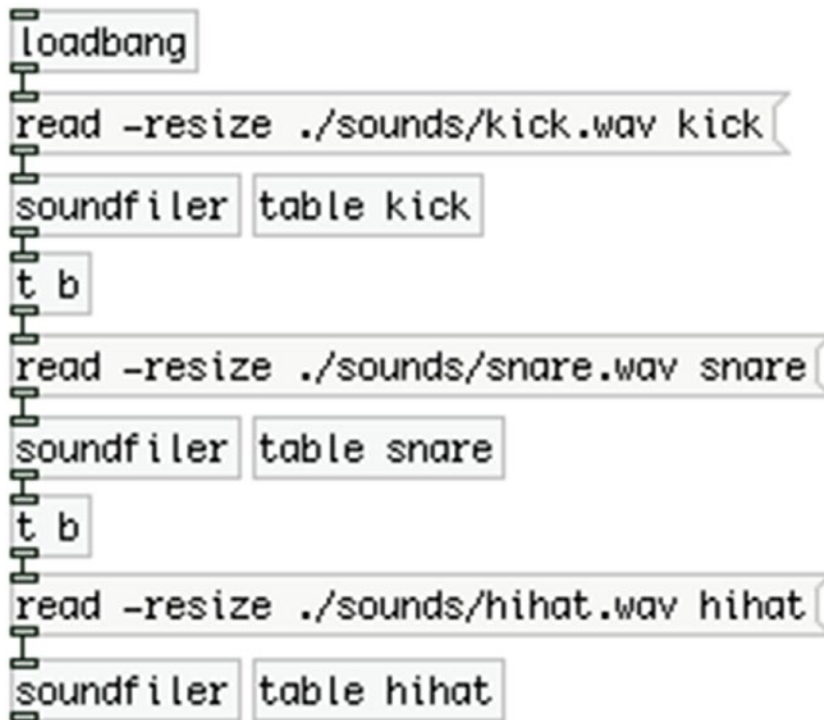 loadbang
read -resize ./sounds/kick.wav kick
soundfiler table kick
t b
read -resize ./sounds/snare.wav snare
soundfiler table snare
t b
read -resize ./sounds/hihat.wav hihat
soundfiler table hihat